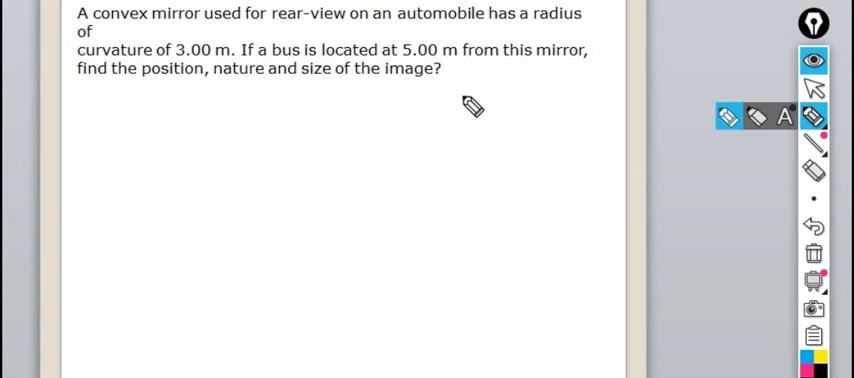 A convex mirror used for rear-view on an automobile has a radius
of
curvature of 3.00 m. If a bus is located at 5.00 m from this mirror,
find the position, nature and size of the image?
A